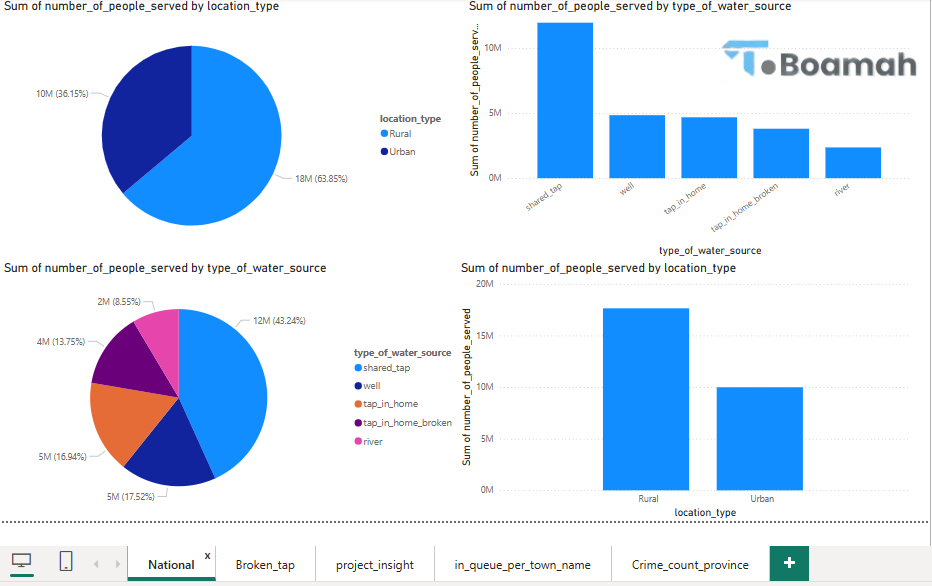 Sum of number_of_people_served by location_type
10M (36.15%)
18M (63.85%)
location_type
Rural
Urban
Sum of number_of_people_served by type_of_water_source
Sum of number_of_people_serv...
10M
5M
0M
shared_tap
well
tap_in_home
tap_in_home_broken
river
type_of_water_source
Boamah
Sum of number_of_people_served by type_of_water_source
2M (8.55%)
12M (43.24%)
4M (13.75%)
5M (16.94%)
5M (17.52%)
type_of_water_source
shared_tap
well
tap_in_home
tap_in_home_broken
river
Sum of number_of_people_served by location_type
Sum of number_of_people_served
20M
15M
10M
5M
0M
Rural
Urban
location_type
National x
Broken_tap
project_insight
in_queue_per_town_name
Crime_count_province
+